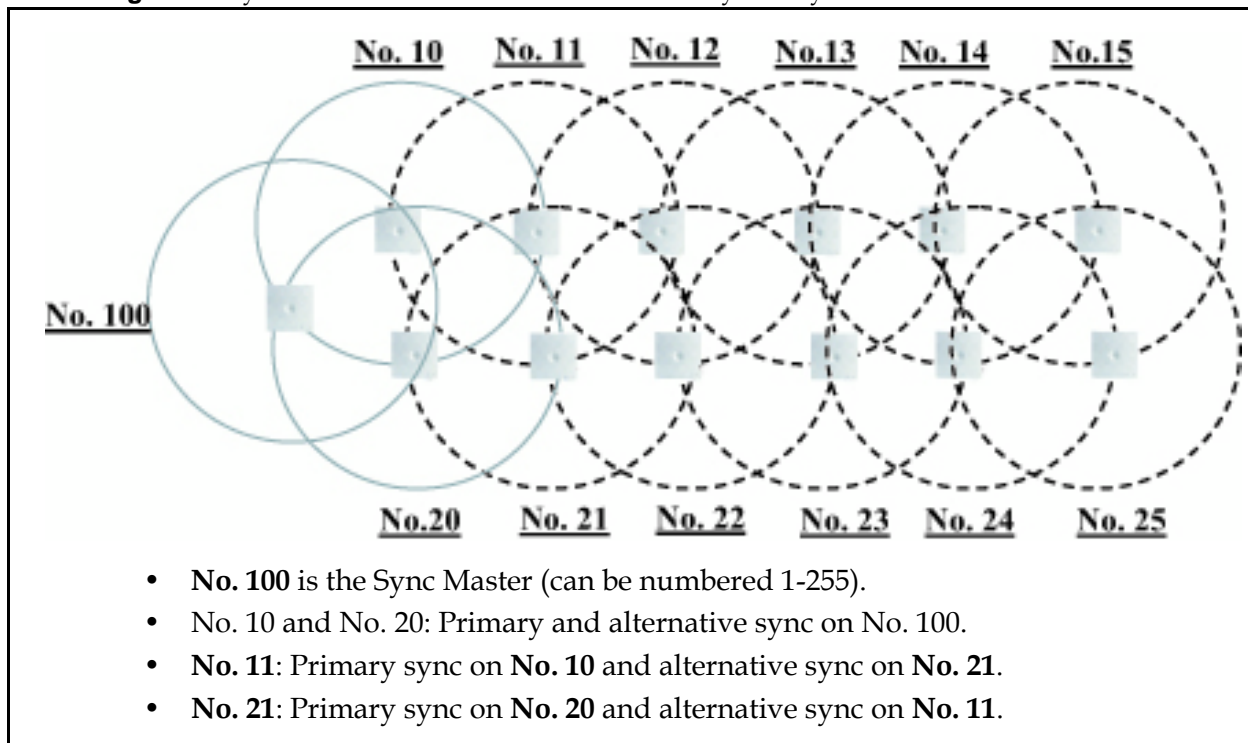 No. 10 No. 11 No. 12 No.13 No. 14 No.15
No. 100
No.20 No. 21 No. 22 No. 23 No. 24 No. 25
• No. 100 is the Sync Master (can be numbered 1-255).
• No. 10 and No. 20: Primary and alternative sync on No. 100.
• No. 11: Primary sync on No. 10 and alternative sync on No. 21.
• No. 21: Primary sync on No. 20 and alternative sync on No. 11.